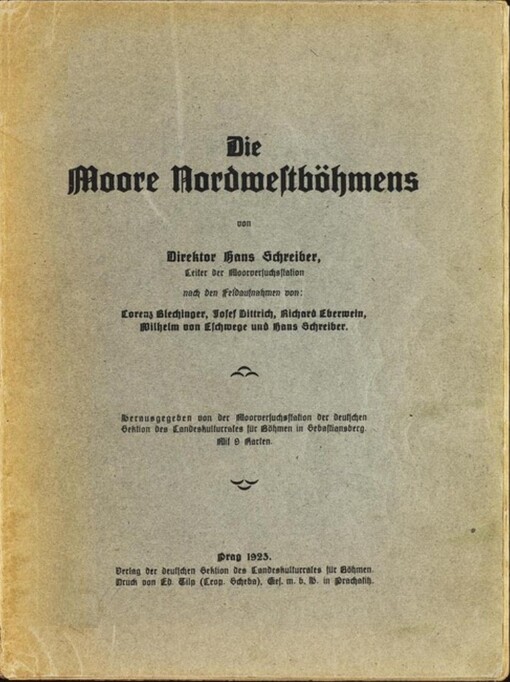 Die
Moore Nordwestböhmens
von
Direktor Hans Schreiber,
Leiter der Moorversuchsstation
nach den Feldaufnahmen von:
Lorenz Blechinger, Josef Dittrich, Richard Eberwein,
Wilhelm von Eschwege und Hans Schreiber.
Herausgegeben von der Moorversuchsstation der deutschen
Sektion des Landeskulturrates für Böhmen in Sebastiansberg.
Mit 9 Karten.
Prag 1923.
Verlag der deutschen Sektion des Landeskulturrates für Böhmen.
Druck von Ed. Tilp (Leop. Scheba), Ges. m. b. H. in Prachatitz.